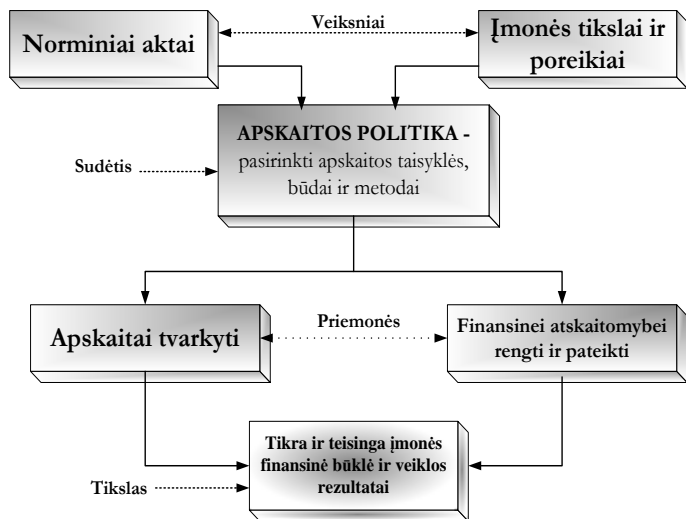 Norminiai aktai
Veiksniai
Įmonės tikslai ir
poreikiai
APSKAITOS POLITIKA -
pasirinkti apskaitos taisyklės,
būdai ir metodai
Sudėtis
Apskaitai tvarkyti
Priemonės
Finansinei atskaitomybei
rengti ir pateikti
Tikra ir teisinga įmonės
finansinė būklė ir veiklos
rezultatai
Tikslas